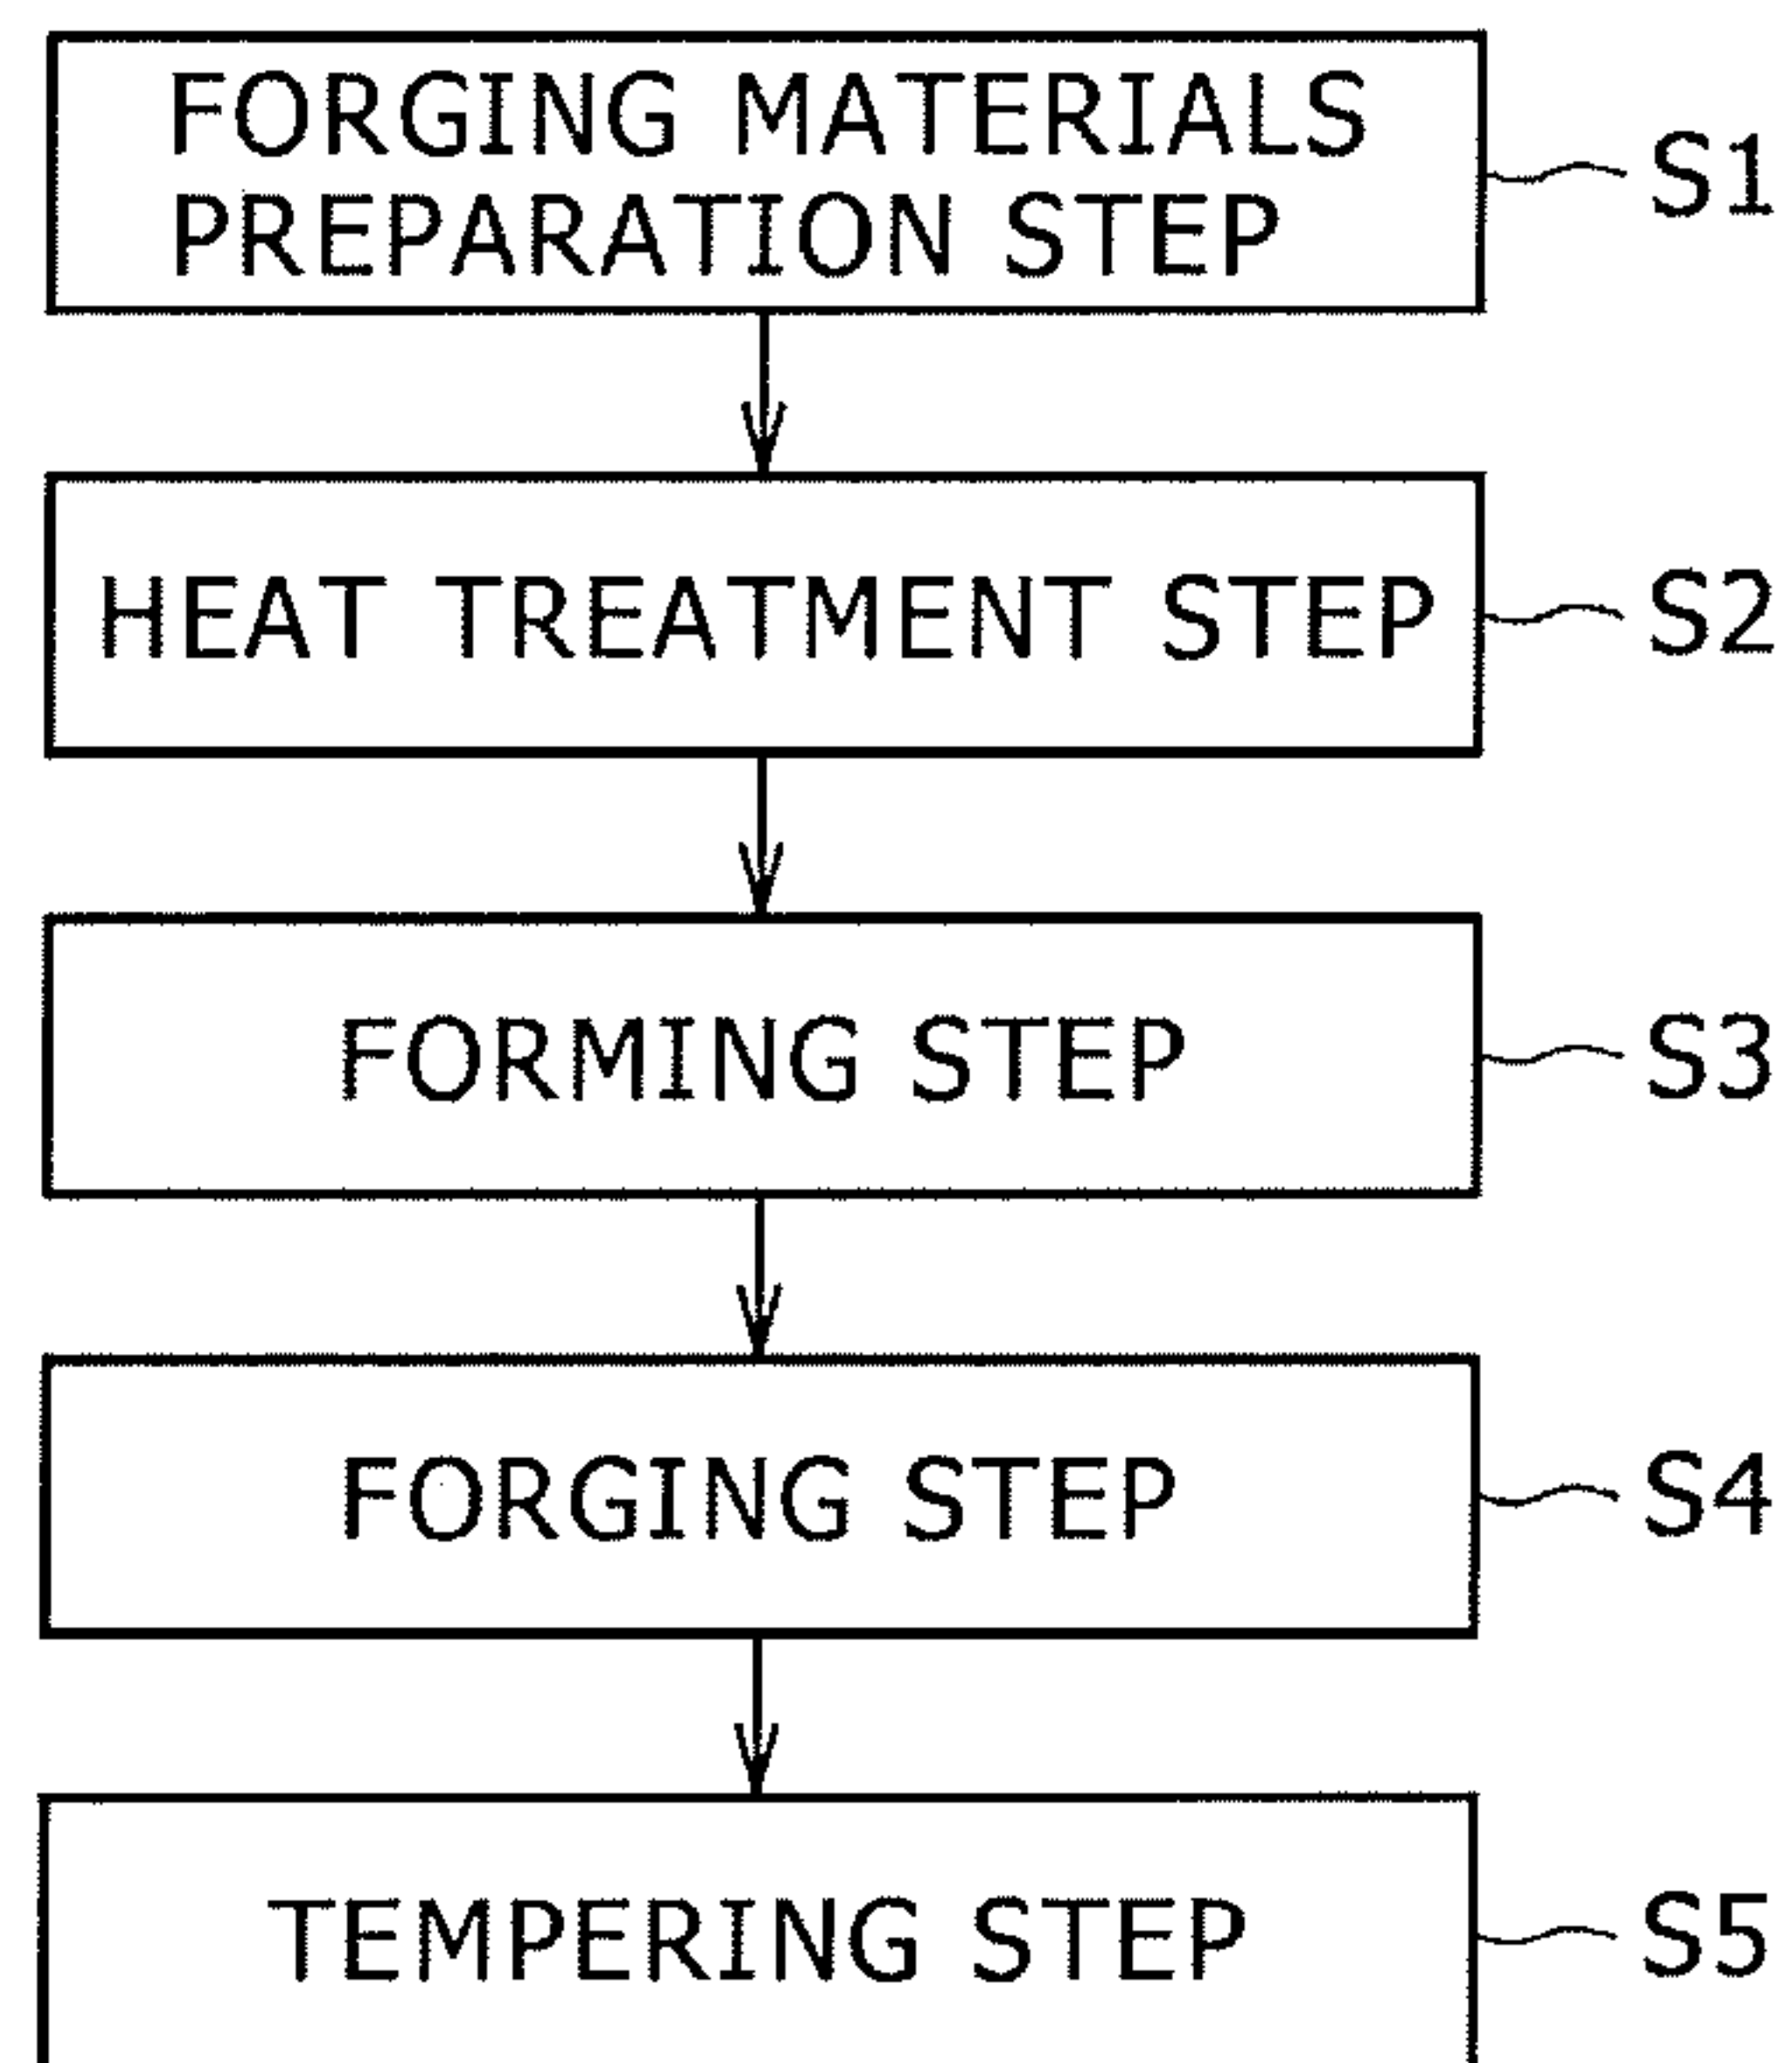 FORGING MATERIALS
PREPARATION STEP
S1
HEAT TREATMENT STEP
S2
FORMING STEP
S3
FORGING STEP
S4
TEMPERING STEP
S5